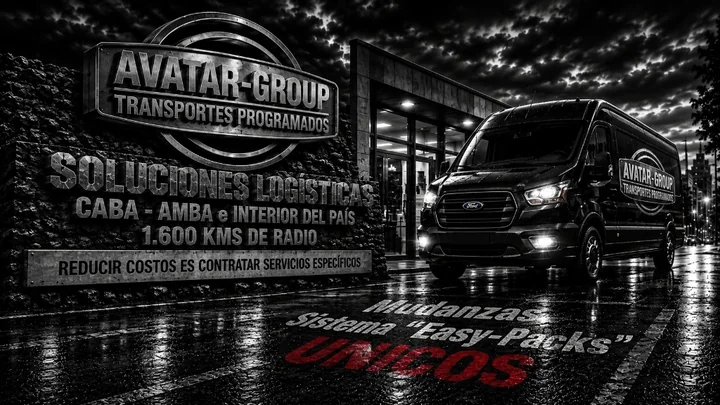 AVATAR-GROUP
TRANSPORTES PROGRAMADOS
SOLUCIONES LOGÍSTICAS
CABA - AMBA e INTERIOR DEL PAÍS
1.600 KMS DE RADIO
REDUCIR COSTOS ES CONTRATAR SERVICIOS ESPECÍFICOS
Ford
AVATAR-GROUP
TRANSPORTES PROGRAMADOS
Mudanzas
Sistema "Easy-Packs"
UNICOS